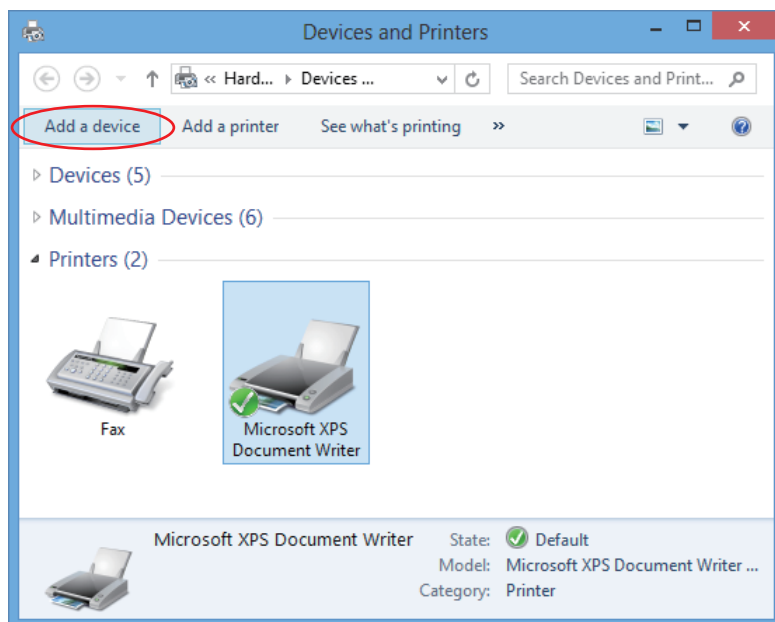 Devices and Printers
« Hard... Devices ... Search Devices and Print...
Add a device Add a printer See what's printing »
Devices (5)
Multimedia Devices (6)
Printers (2)
Fax
Microsoft XPS
Document Writer
Microsoft XPS Document Writer State: Default
Model: Microsoft XPS Document Writer ...
Category: Printer